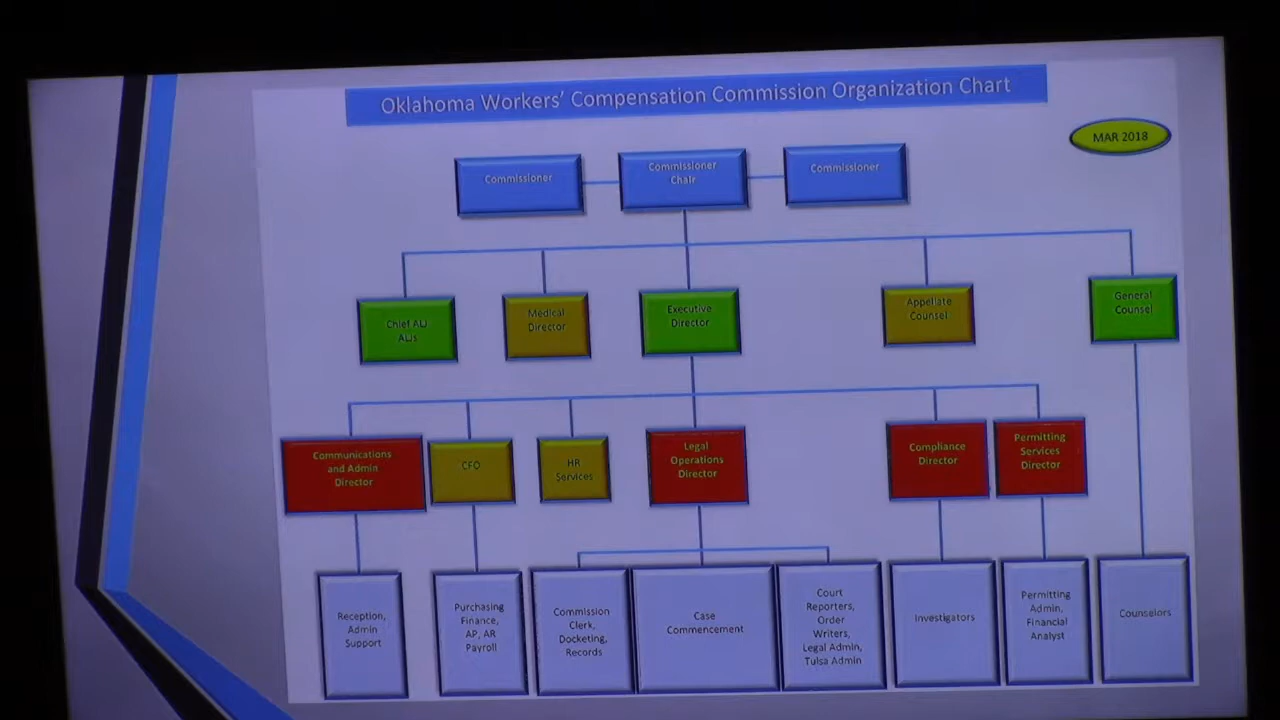 Oklahoma Workers' Compensation Commission Organization Chart
MAR 2018
Commissioner
Commissioner
Chair
Commissioner
Chief ALJ
ALJs
Medical
Director
Executive
Director
Appellate
Counsel
General
Counsel
Communications
and Admin
Director
CFO
HR
Services
Legal
Operations
Director
Compliance
Director
Permitting
Services
Director
Reception,
Admin
Support
Purchasing
Finance,
AP, AR
Payroll
Commission
Clerk,
Docketing,
Records
Case
Commencement
Court
Reporters,
Order
Writers,
Legal Admin,
Tulsa Admin
Investigators
Permitting
Admin,
Financial
Analyst
Counselors